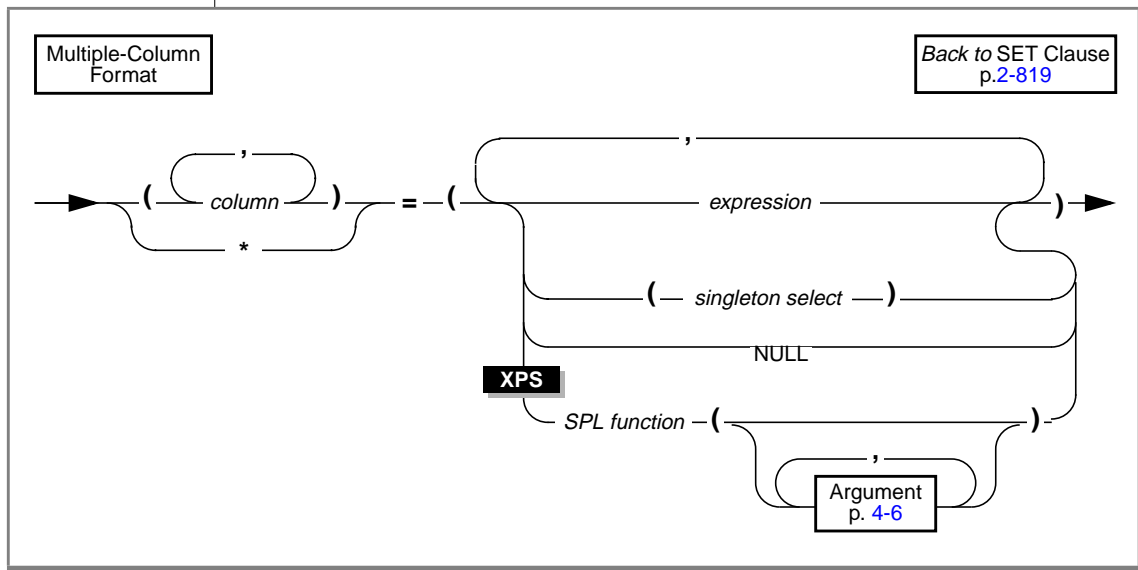 Multiple-Column
Format
Back to SET Clause
p.2-819
,
,
( column ) = ( expression )
*
( singleton select )
NULL
XPS
SPL function ( )
,
Argument
p. 4-6